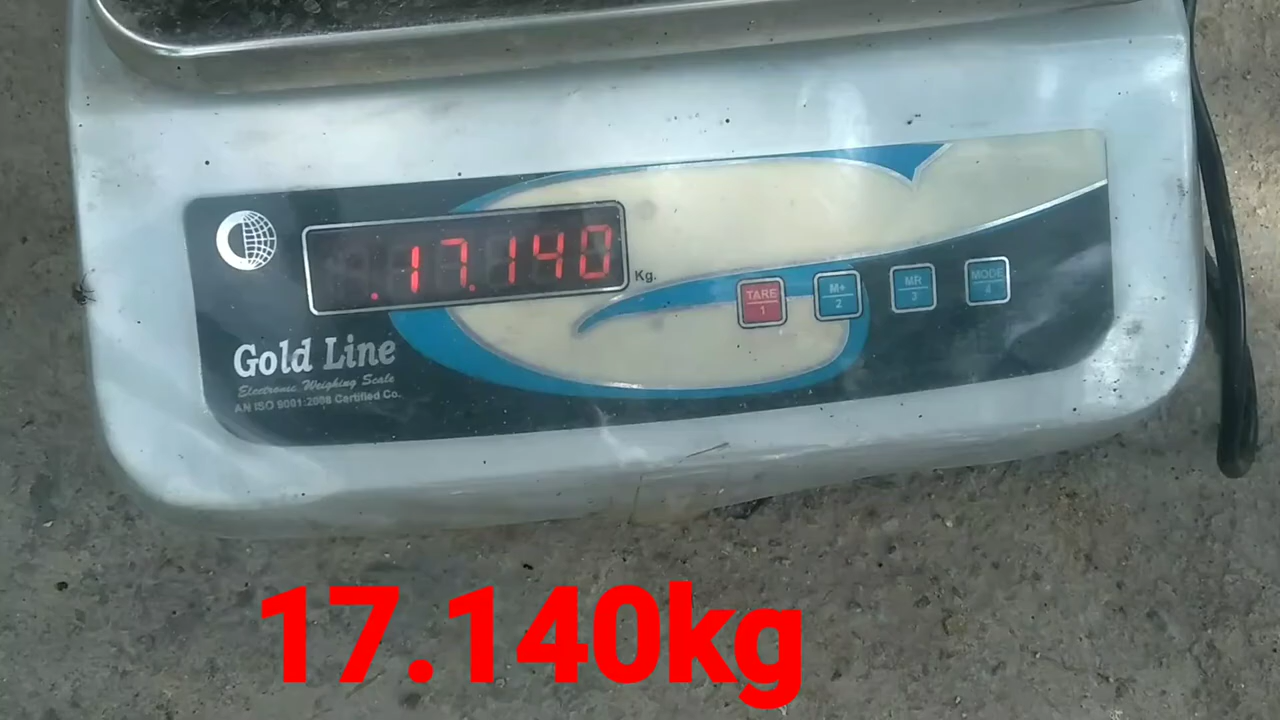 .17.140
Kg.
TARE
1
M+
2
MR
3
MODE
4
Gold Line
Electronic Weighing Scale
AN ISO 9001:2008 Certified Co.
17.140kg